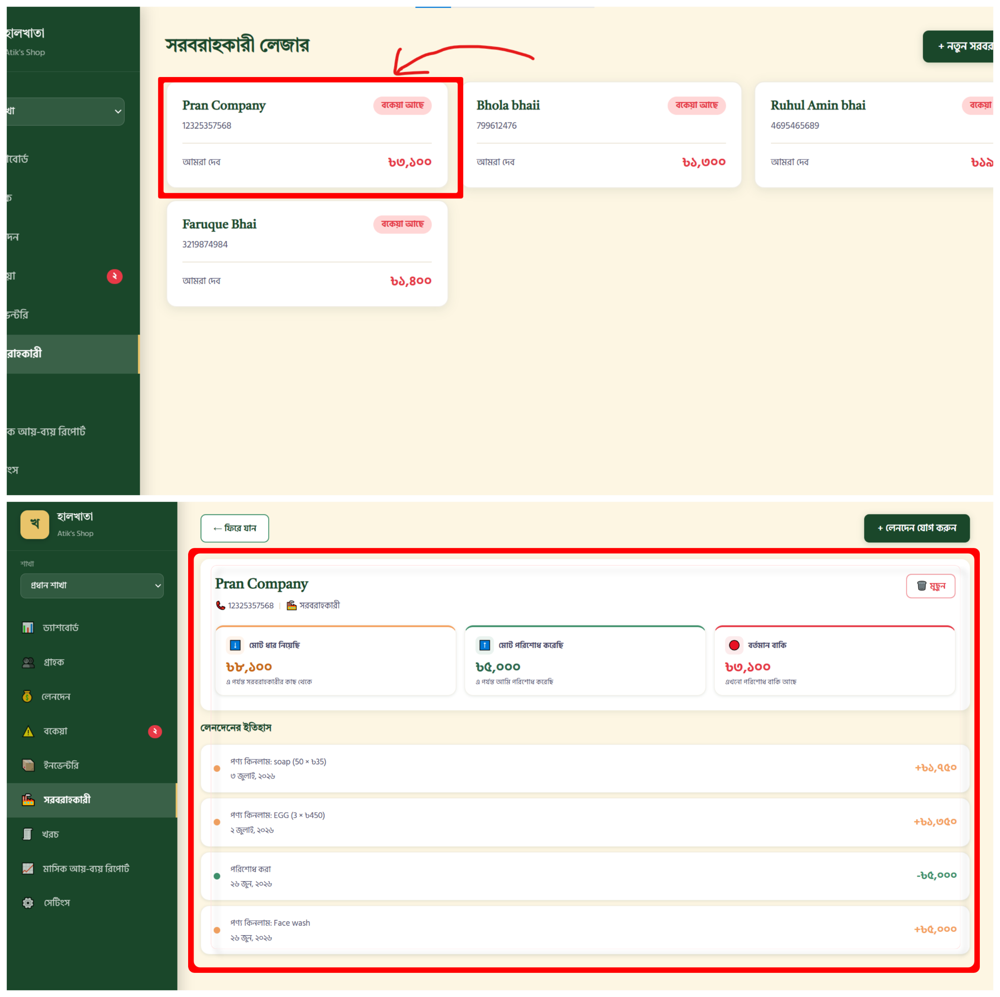 হালখাতা
Atik's Shop
সরবরাহকারী লেজার
+ নতুন
Pran Company
বকেয়া আছে
12325357568
আমরা দেব
৳৩,১০০
Bhola bhaii
বকেয়া আছে
799612476
আমরা দেব
৳১,৩০০
Ruhul Amin bhai
বকেয়া
4695465689
আমরা দেব
Faruque Bhai
বকেয়া আছে
3219874984
আমরা দেব
৳১,৪০০
২
আয়-ব্যয় রিপোর্ট
খ
হালখাতা
Atik's Shop
শাখা
প্রধান শাখা
ড্যাশবোর্ড
গ্রাহক
লেনদেন
বকেয়া
২
ইনভেন্টরি
সরবরাহকারী
খরচ
মাসিক আয়-ব্যয় রিপোর্ট
সেটিংস
← ফিরে যান
+ লেনদেন যোগ করুন
Pran Company
মুছুন
12325357568 | সরবরাহকারী
মোট ধার নিয়েছি
৳৮,১০০
এ পর্যন্ত সরবরাহকারীর কাছ থেকে
মোট পরিশোধ করেছি
৳৫,০০০
এ পর্যন্ত আমি পরিশোধ করেছি
বর্তমান বাকি
৳৩,১০০
এখনো পরিশোধ বাকি আছে
লেনদেনের ইতিহাস
পণ্য কিনলাম: soap (50 × ৳35)
৩ জুলাই, ২০২৬
+৳১,৭৫০
পণ্য কিনলাম: EGG (3 × ৳450)
২ জুলাই, ২০২৬
+৳১,৩৫০
পরিশোধ করা
২৬ জুন, ২০২৬
-৳৫,০০০
পণ্য কিনলাম: Face wash
২৬ জুন, ২০২৬
+৳৫,০০০